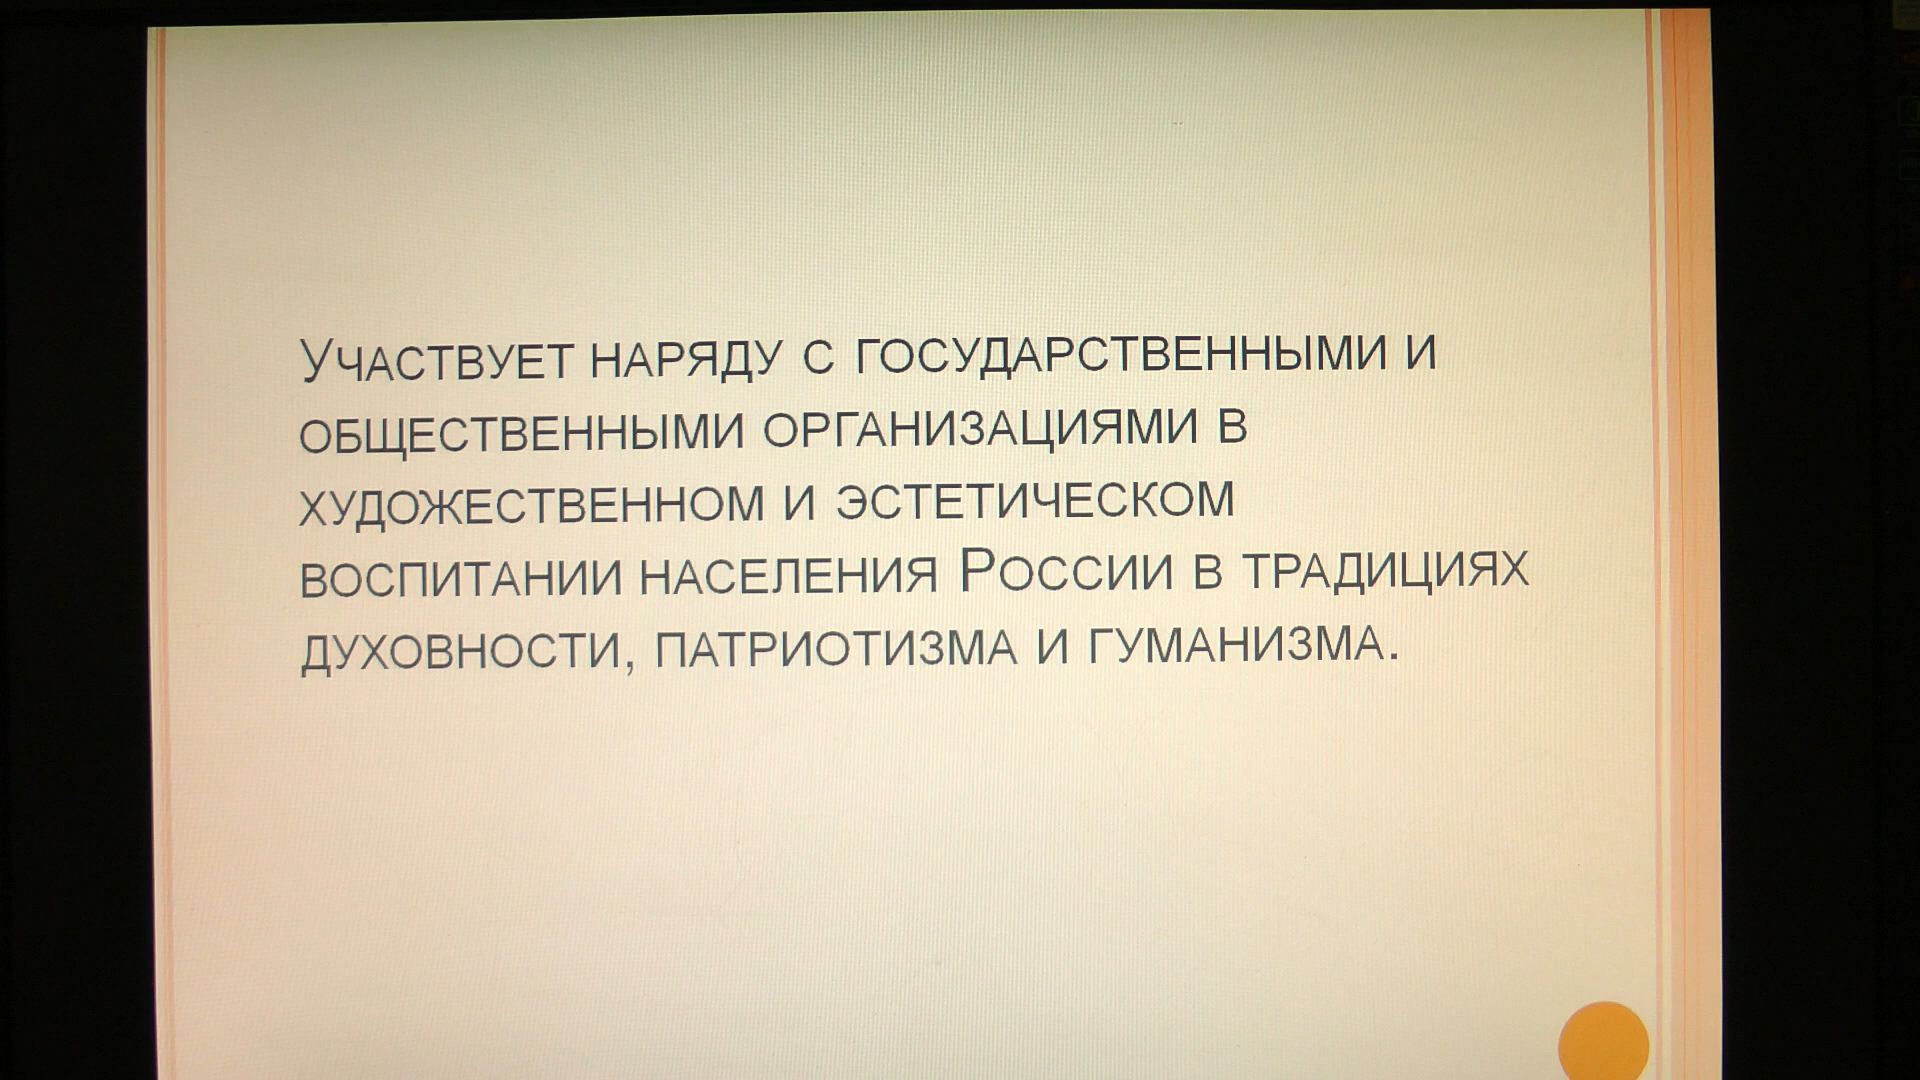 Участвует наряду с государственными и
общественными организациями в
художественном и эстетическом
воспитании населения России в традициях
духовности, патриотизма и гуманизма.